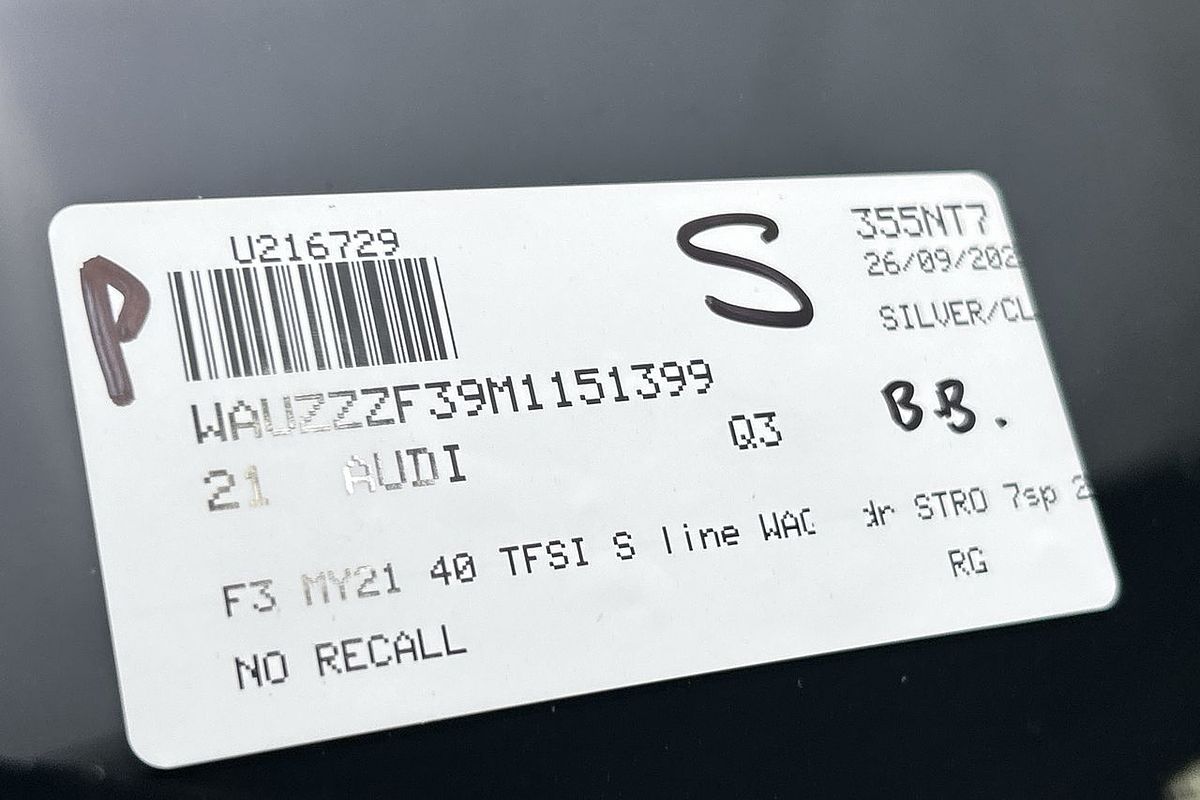 U216729
P
S
355NT7
26/09/202
SILVER/CL
WAUZZZF39M1151399
Q3
BB.
21 AUDI
F3 MY21 40 TFSI S line WAG dr STRO 7sp 2
RG
NO RECALL